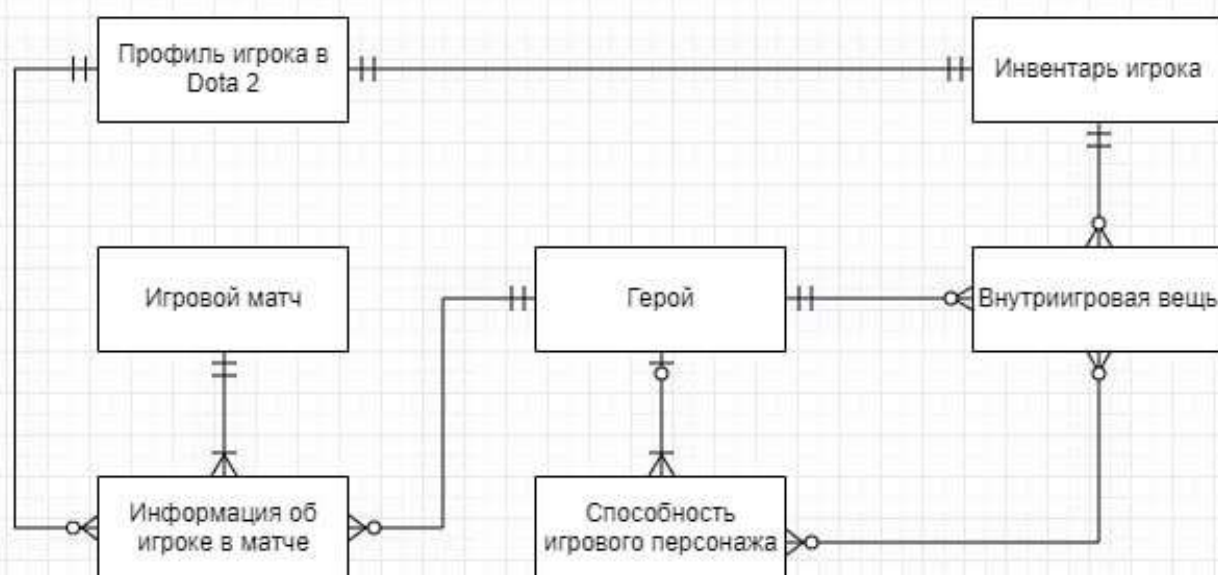 Профиль игрока в
Dota 2
Инвентарь игрока
Игровой матч
Герой
Внутриигровая вещь
Информация об
игроке в матче
Способность
игрового персонажа